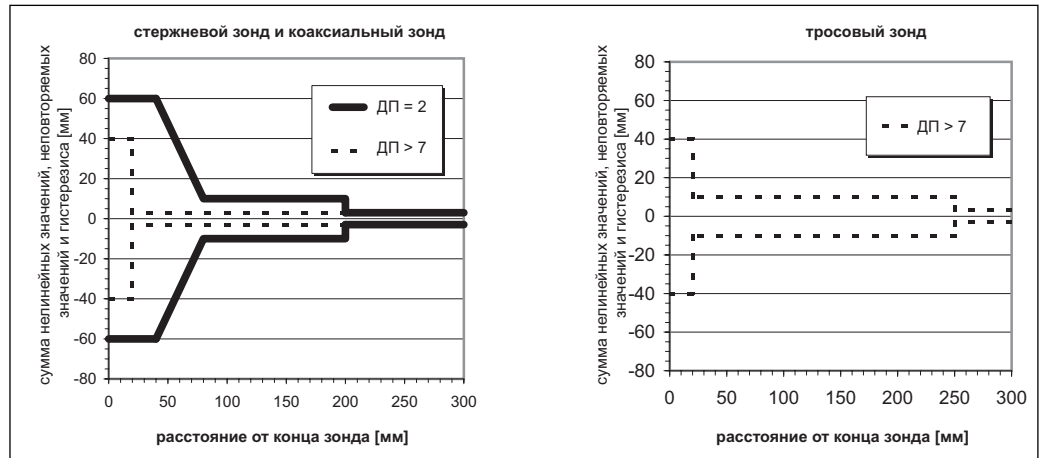 стержневой зонд и коаксиальный зонд
сумма нелинейных значений, неповторяемых
значений и гистерезиса [мм]
80
60
40
20
0
-20
-40
-60
-80
ДП = 2
ДП > 7
0 50 100 150 200 250 300
расстояние от конца зонда [мм]
тросовый зонд
сумма нелинейных значений, неповторяемых
значений и гистерезиса [мм]
80
60
40
20
0
-20
-40
-60
-80
ДП > 7
0 50 100 150 200 250 300
расстояние от конца зонда [мм]